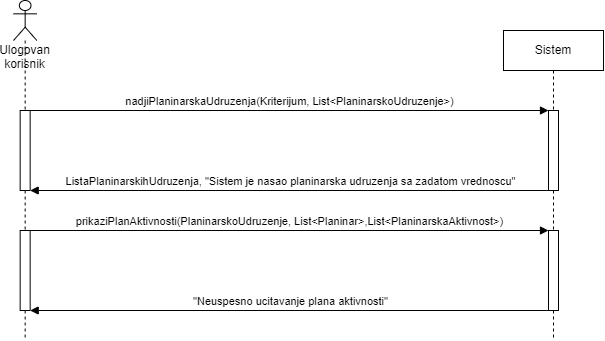 Ulogovan
korisnik
Sistem
nadjiPlaninarskaUdruzenja(Kriterijum, List<PlaninarskoUdruzenje>)
ListaPlaninarskihUdruzenja, "Sistem je nasao planinarska udruzenja sa zadatom vrednoscu"
prikaziPlanAktivnosti(PlaninarskoUdruzenje, List<Planinar>,List<PlaninarskaAktivnost>)
"Neuspesno ucitavanje plana aktivnosti"